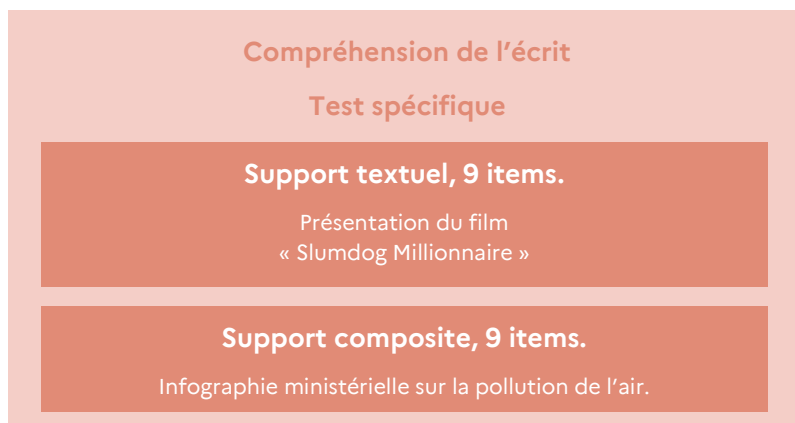 Compréhension de l’écrit
Test spécifique
Support textuel, 9 items.
Présentation du film
« Slumdog Millionnaire »
Support composite, 9 items.
Infographie ministérielle sur la pollution de l’air.